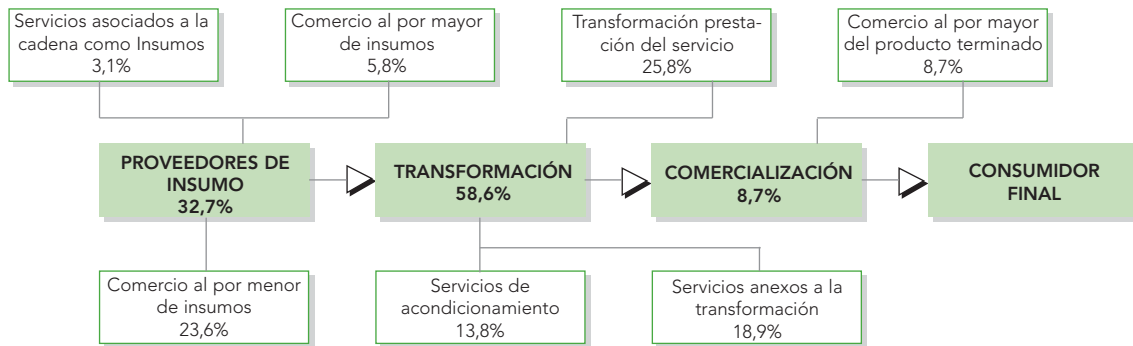 Servicios asociados a la
cadena como Insumos
3,1%
Comercio al por mayor
de insumos
5,8%
Transformación presta-
ción del servicio
25,8%
Comercio al por mayor
del producto terminado
8,7%
PROVEEDORES DE
INSUMO
32,7%
TRANSFORMACIÓN
58,6%
COMERCIALIZACIÓN
8,7%
CONSUMIDOR
FINAL
Comercio al por menor
de insumos
23,6%
Servicios de
acondicionamiento
13,8%
Servicios anexos a la
transformación
18,9%